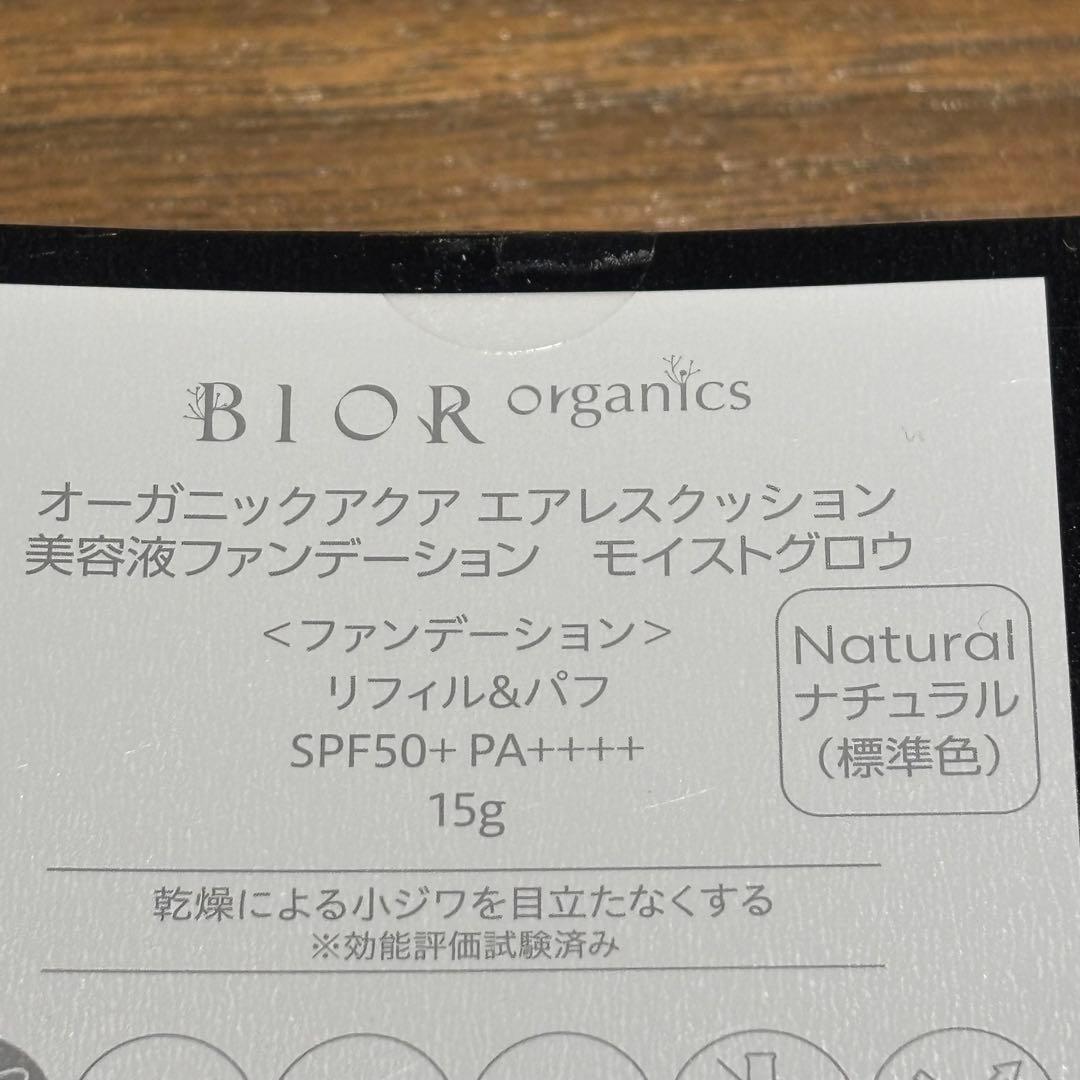 BIOR organics
オーガニックアクア エアレスクッション
美容液ファンデーション モイストグロウ
<ファンデーション>
リフィル&パフ
SPF50+ PA++++
15g
Natural
ナチュラル
(標準色)
乾燥による小ジワを目立たなくする
※効能評価試験済み